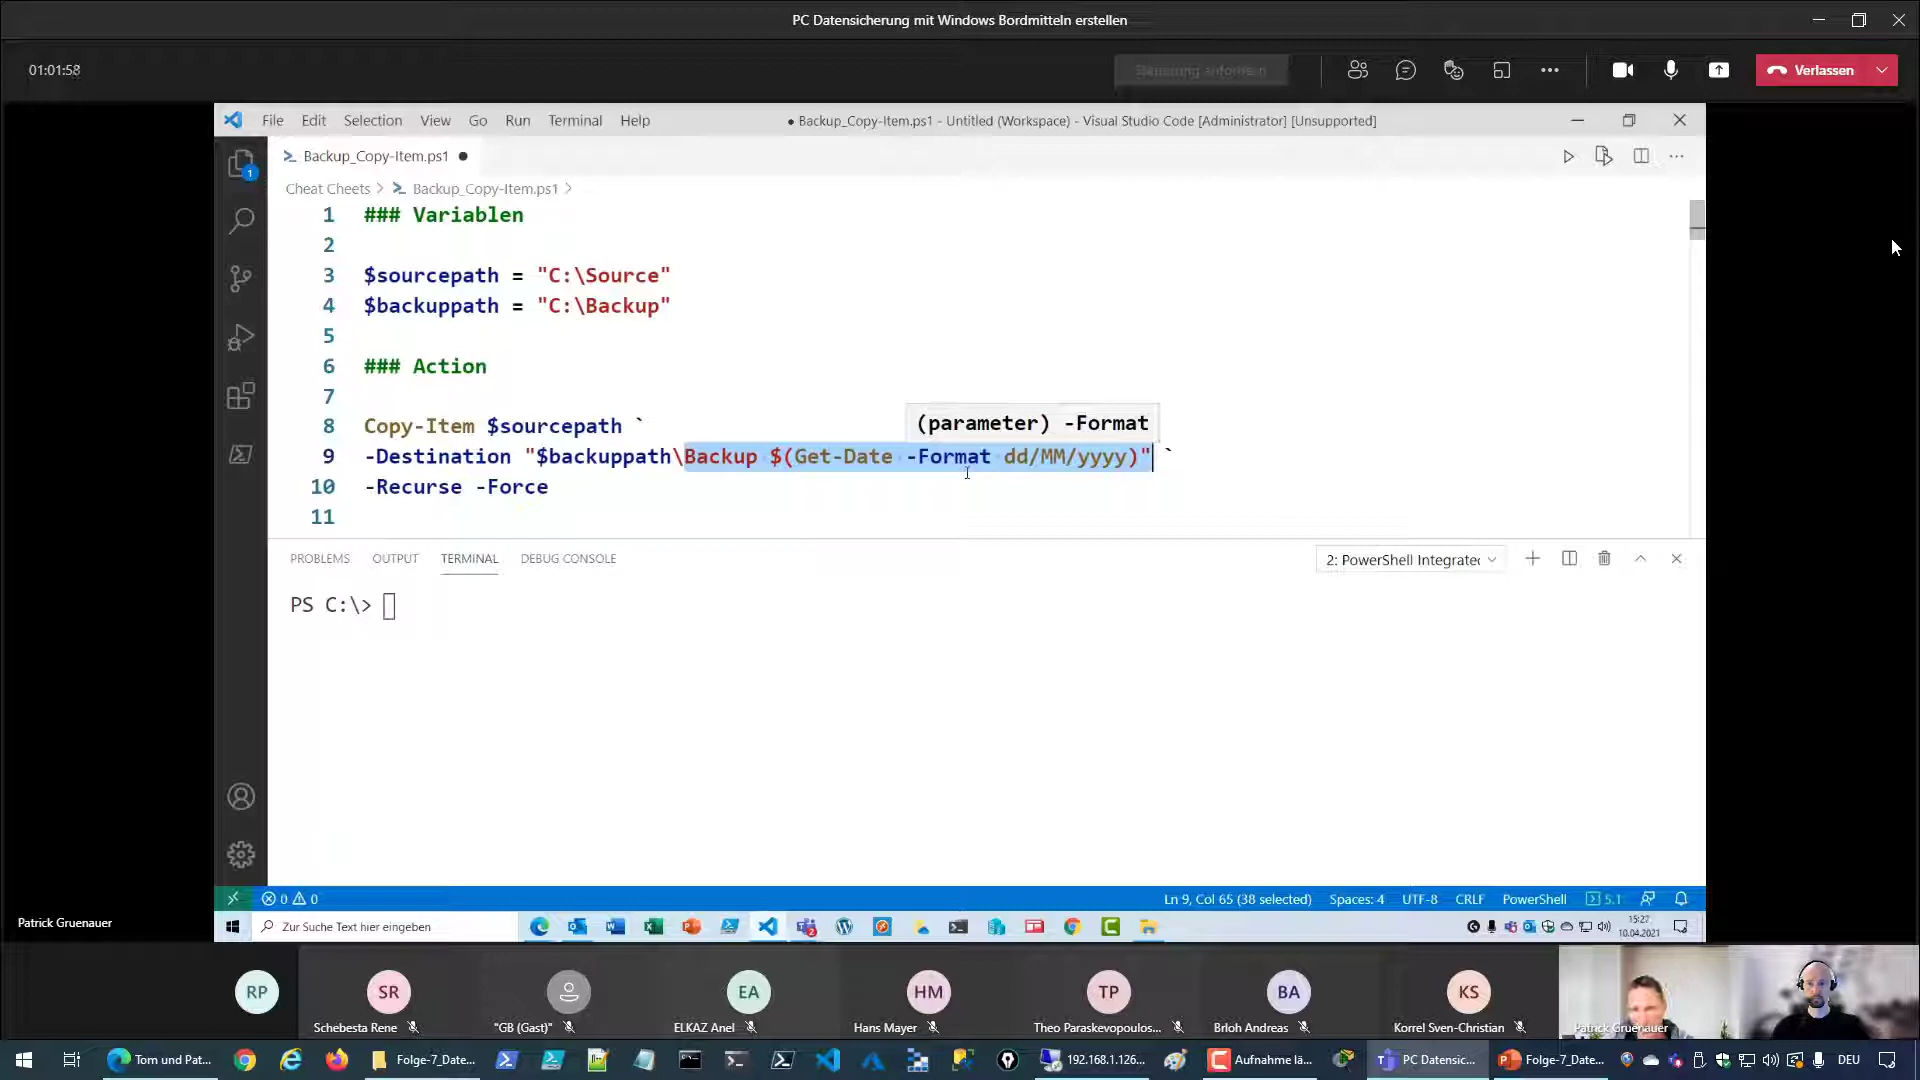 PC Datensicherung mit Windows Bordmitteln erstellen
01:01:58
Steuerung anfordern
Verlassen
File Edit Selection View Go Run Terminal Help
● Backup_Copy-Item.ps1 - Untitled (Workspace) - Visual Studio Code [Administrator] [Unsupported]
Backup_Copy-Item.ps1 ●
1
Cheat Cheets > Backup_Copy-Item.ps1 >
1 ### Variablen
2
3 $sourcepath = "C:\Source"
4 $backuppath = "C:\Backup"
5
6 ### Action
7
8 Copy-Item $sourcepath `
(parameter) -Format
9 -Destination "$backuppath\Backup $(Get-Date -Format dd/MM/yyyy)" `
10 -Recurse -Force
11
PROBLEMS OUTPUT TERMINAL DEBUG CONSOLE
2: PowerShell Integrated
PS C:\>
0 0
Ln 9, Col 65 (38 selected) Spaces: 4 UTF-8 CRLF PowerShell 5.1
Patrick Gruenauer
Zur Suche Text hier eingeben
15:27
10.04.2021
RP SR EA HM TP BA KS
Schebesta Rene "GB (Gast)" ELKAZ Anel Hans Mayer Theo Paraskevopoulos... Brloh Andreas Korrel Sven-Christian Patrick Gruenauer
Tom und Pat... Folge-7_Date... 192.168.1.126... Aufnahme lä... PC Datensic... Folge-7_Date... DEU